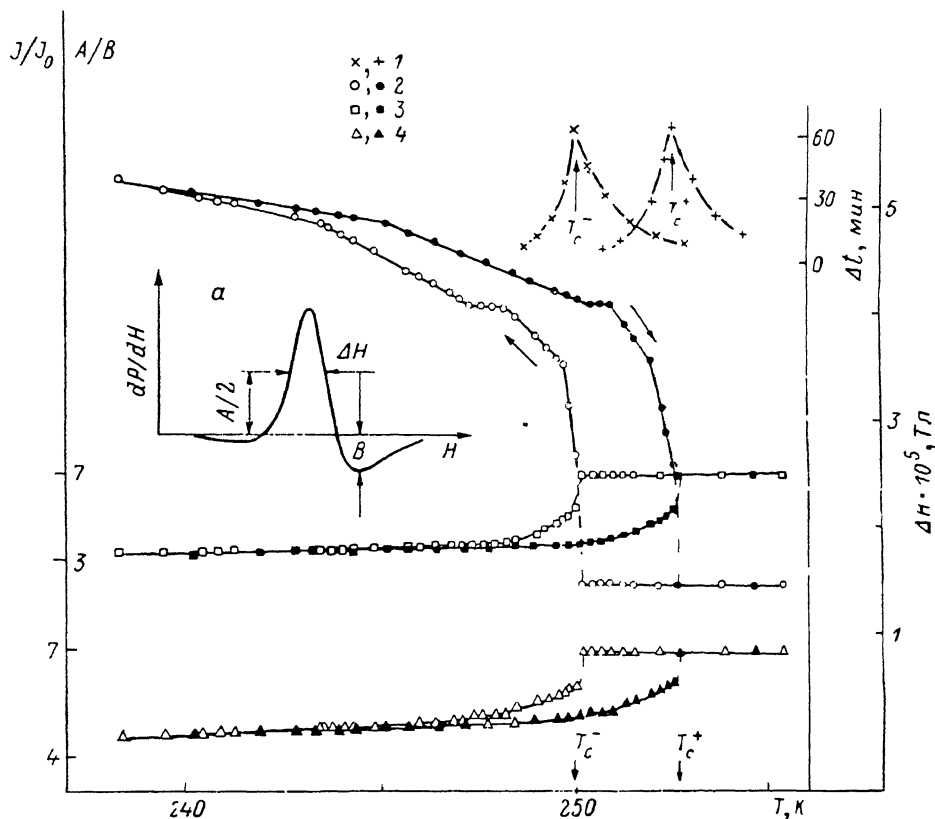 J/J₀ A/B
×, + 1
○, ● 2
□, ■ 3
△, ▲ 4
60
30
0
Δt, мин
5
3
1
ΔH·10⁵, Тл
T_c⁻
T_c⁺
а
dP/dH
A/2
ΔH
B
H
7
3
7
4
T_c⁻
T_c⁺
240
250
T, К